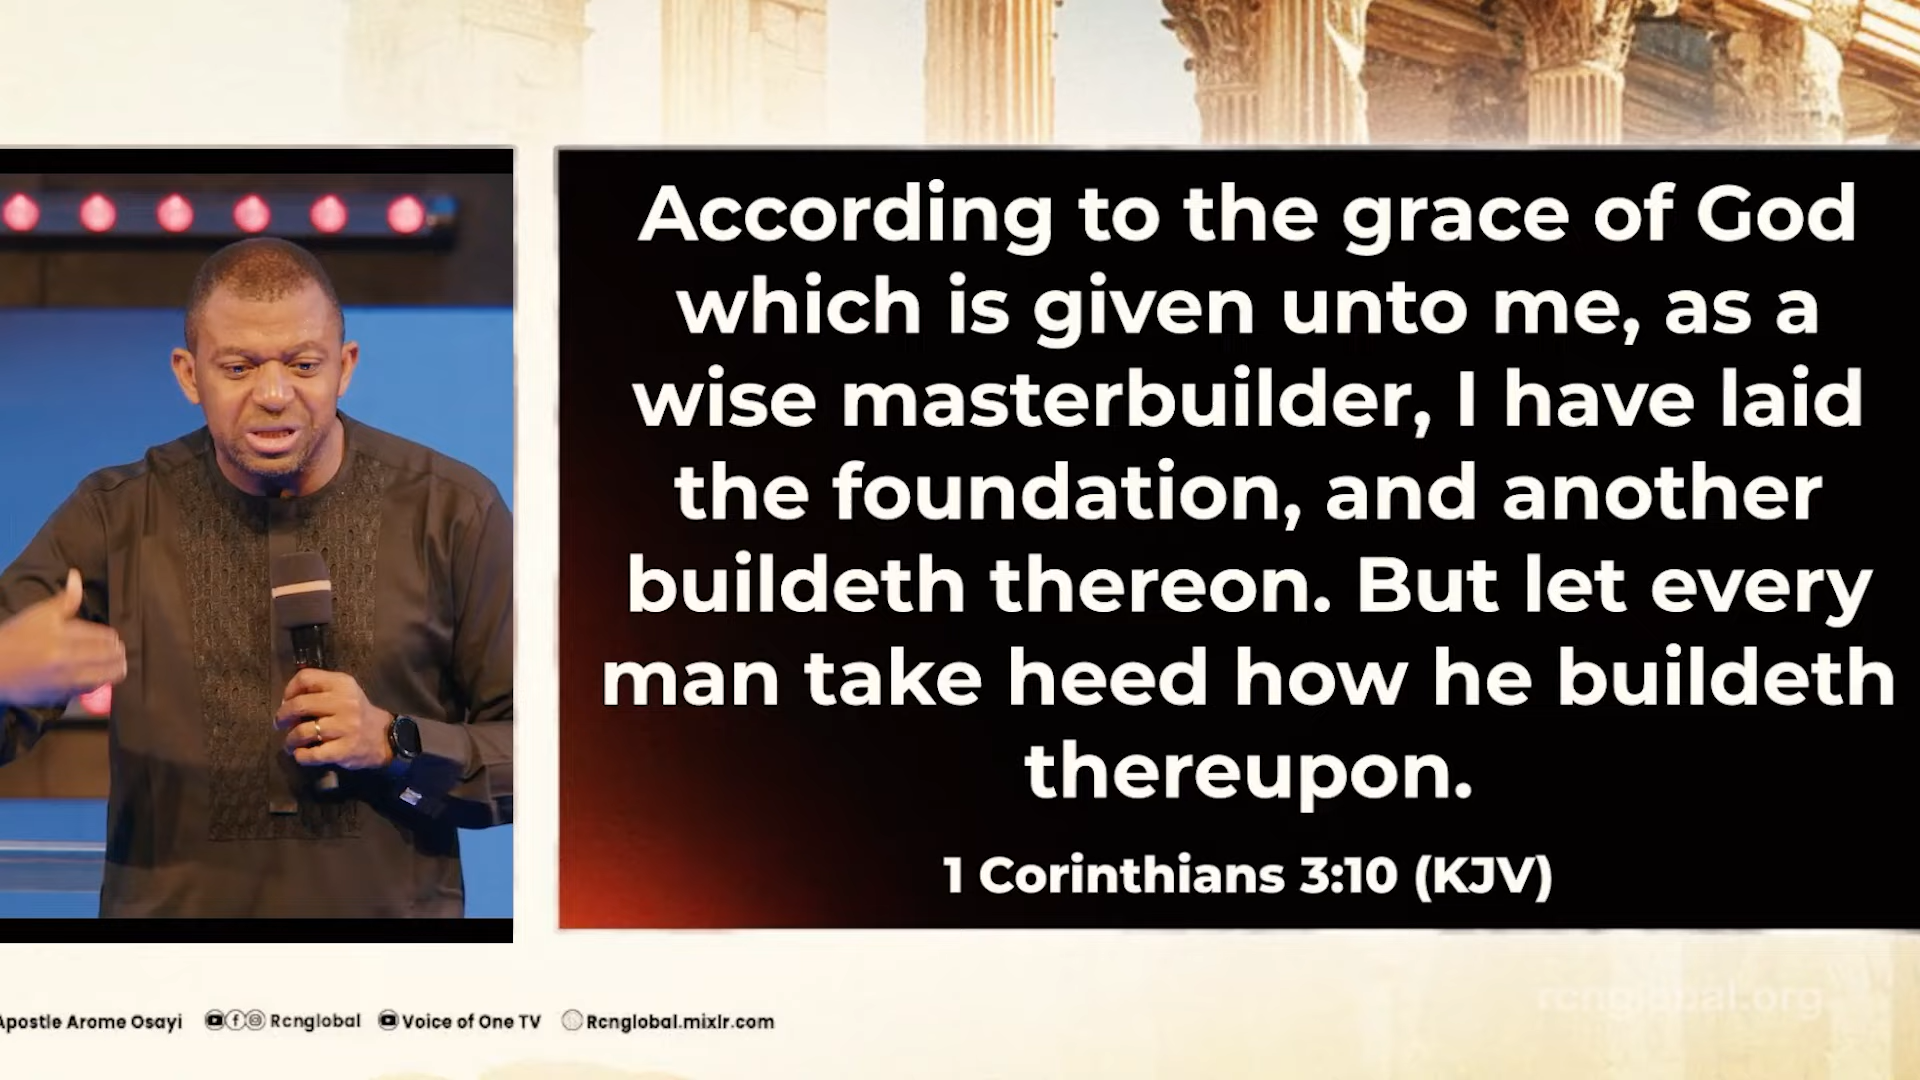 According to the grace of God
which is given unto me, as a
wise masterbuilder, I have laid
the foundation, and another
buildeth thereon. But let every
man take heed how he buildeth
thereupon.
1 Corinthians 3:10 (KJV)
rcnglobal.org
Apostle Arome Osayi Rcnglobal Voice of One TV Rcnglobal.mixlr.com